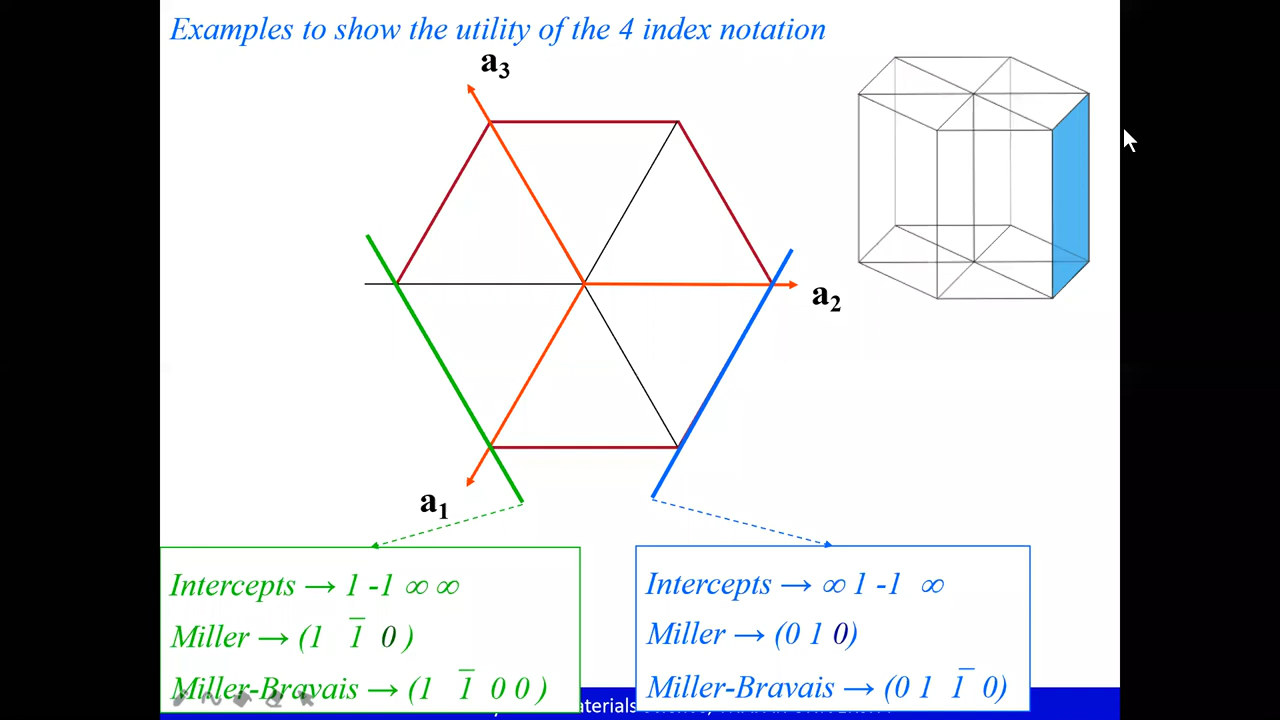 Examples to show the utility of the 4 index notation
a₃
a₂
a₁
Intercepts → 1 -1 ∞ ∞
Miller → (1 1̅ 0 )
Miller-Bravais → (1 1̅ 0 0 )
Intercepts → ∞ 1 -1 ∞
Miller → (0 1 0)
Miller-Bravais → (0 1 1̅ 0)